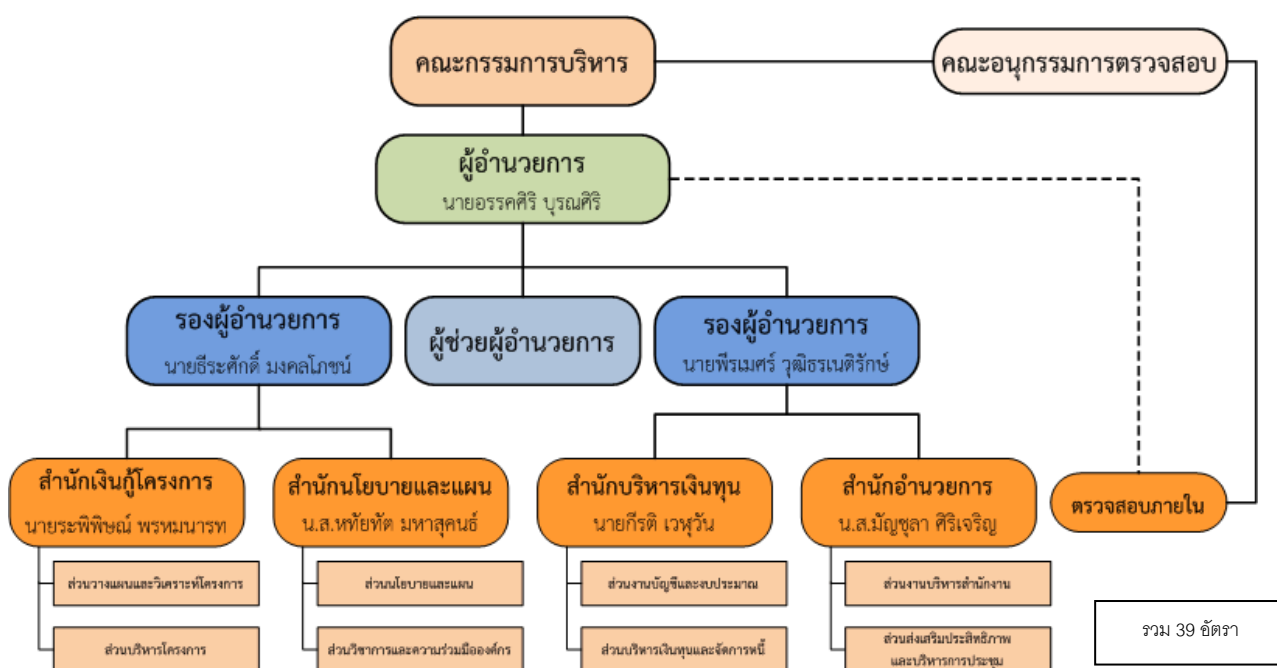 คณะกรรมการบริหาร
คณะอนุกรรมการตรวจสอบ
ผู้อำนวยการ
นายอรรคศิริ บุรณศิริ
รองผู้อำนวยการ
นายธีระศักดิ์ มงคลโภชน์
ผู้ช่วยผู้อำนวยการ
รองผู้อำนวยการ
นายพีรเมศร์ วุฒิธรเนติรักษ์
สำนักเงินกู้โครงการ
นายระพิพิษณ์ พรหมนารท
สำนักนโยบายและแผน
น.ส.หทัยทัต มหาสุคนธ์
สำนักบริหารเงินทุน
นายกีรติ เวฬุวัน
สำนักอำนวยการ
น.ส.มัญชุลา ศิริเจริญ
ตรวจสอบภายใน
ส่วนวางแผนและวิเคราะห์โครงการ
ส่วนนโยบายและแผน
ส่วนงานบัญชีและงบประมาณ
ส่วนงานบริหารสำนักงาน
ส่วนบริหารโครงการ
ส่วนวิชาการและความร่วมมือองค์กร
ส่วนบริหารเงินทุนและจัดการหนี้
ส่วนส่งเสริมประสิทธิภาพ
และบริหารการประชุม
รวม 39 อัตรา